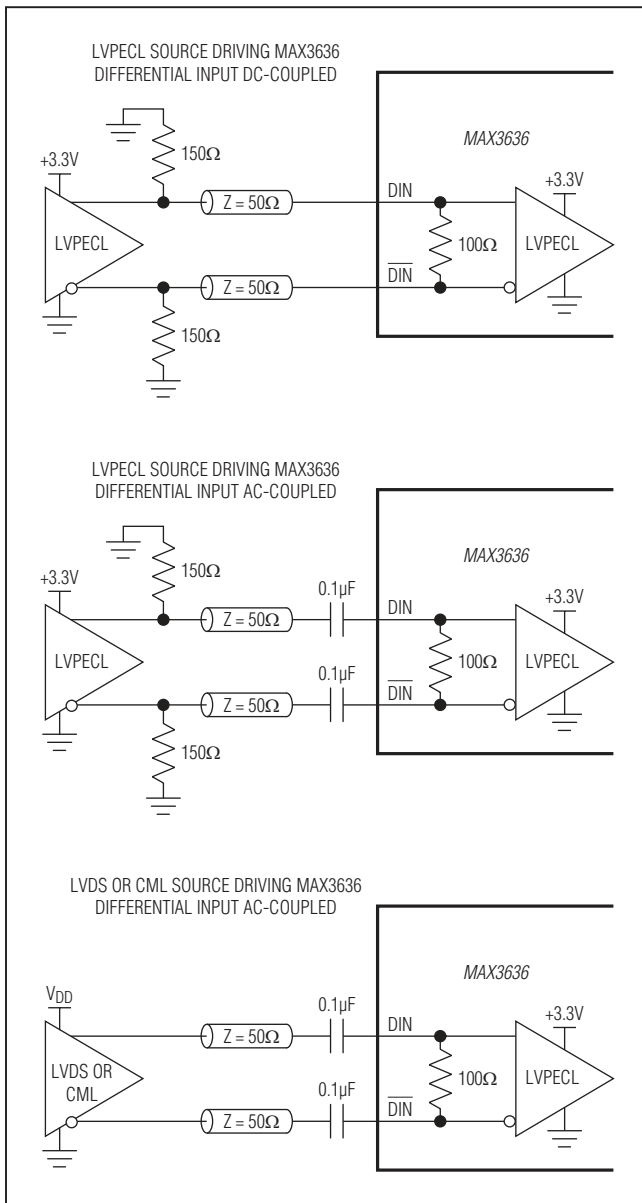 LVPECL SOURCE DRIVING MAX3636
DIFFERENTIAL INPUT DC-COUPLED
MAX3636
150Ω
+3.3V
+3.3V
Z = 50Ω
DIN
LVPECL
100Ω
LVPECL
Z = 50Ω
DIN
150Ω
LVPECL SOURCE DRIVING MAX3636
DIFFERENTIAL INPUT AC-COUPLED
MAX3636
150Ω
+3.3V
0.1µF
+3.3V
Z = 50Ω
DIN
LVPECL
0.1µF
100Ω
LVPECL
Z = 50Ω
DIN
150Ω
LVDS OR CML SOURCE DRIVING MAX3636
DIFFERENTIAL INPUT AC-COUPLED
MAX3636
VDD
0.1µF
+3.3V
Z = 50Ω
DIN
LVDS OR
CML
0.1µF
100Ω
LVPECL
Z = 50Ω
DIN